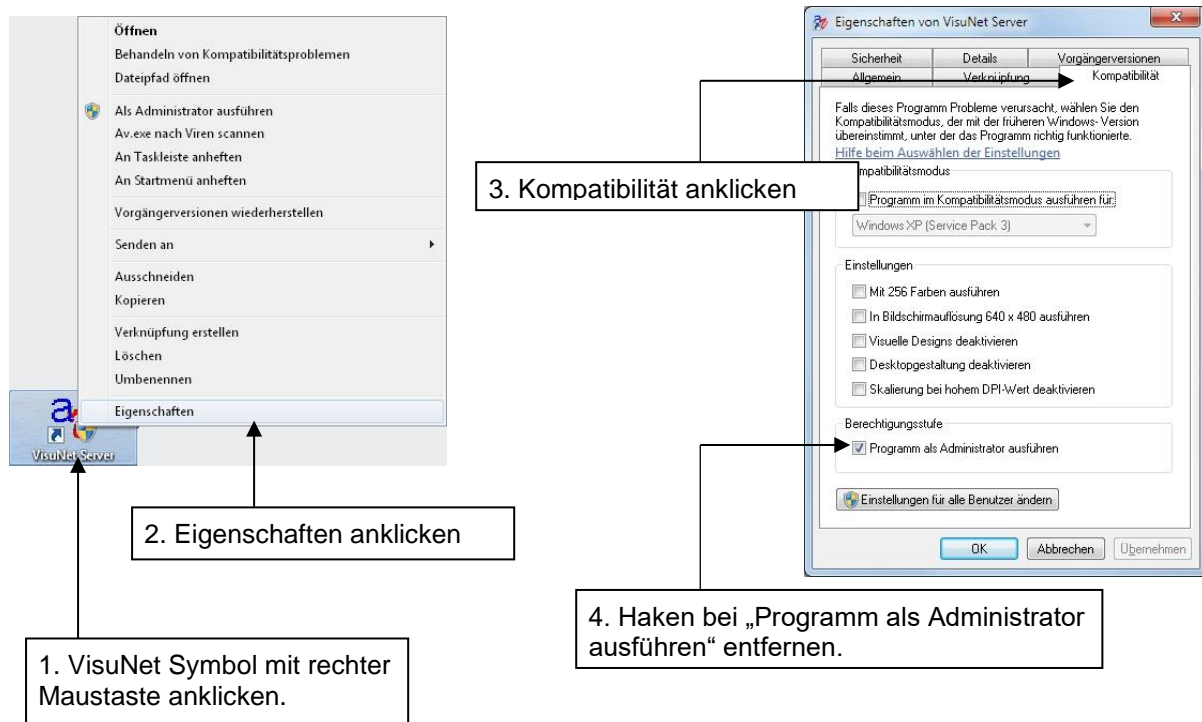 Öffnen
Behandeln von Kompatibilitätsproblemen
Dateipfad öffnen
Als Administrator ausführen
Av.exe nach Viren scannen
An Taskleiste anheften
An Startmenü anheften
Vorgängerversionen wiederherstellen
Senden an
Ausschneiden
Kopieren
Verknüpfung erstellen
Löschen
Umbenennen
Eigenschaften
VisuNet Server
2. Eigenschaften anklicken
1. VisuNet Symbol mit rechter
Maustaste anklicken.
Eigenschaften von VisuNet Server
Sicherheit Details Vorgängerversionen
Allgemein Verknüpfung Kompatibilität
Falls dieses Programm Probleme verursacht, wählen Sie den
Kompatibilitätsmodus, der mit der früheren Windows-Version
übereinstimmt, unter der das Programm richtig funktionierte.
Hilfe beim Auswählen der Einstellungen
3. Kompatibilität anklicken
mpatibilitätsmodus
Programm im Kompatibilitätsmodus ausführen für:
Windows XP (Service Pack 3)
Einstellungen
Mit 256 Farben ausführen
In Bildschirmauflösung 640 x 480 ausführen
Visuelle Designs deaktivieren
Desktopgestaltung deaktivieren
Skalierung bei hohem DPI-Wert deaktivieren
Berechtigungsstufe
Programm als Administrator ausführen
Einstellungen für alle Benutzer ändern
OK Abbrechen Übernehmen
4. Haken bei „Programm als Administrator
ausführen“ entfernen.